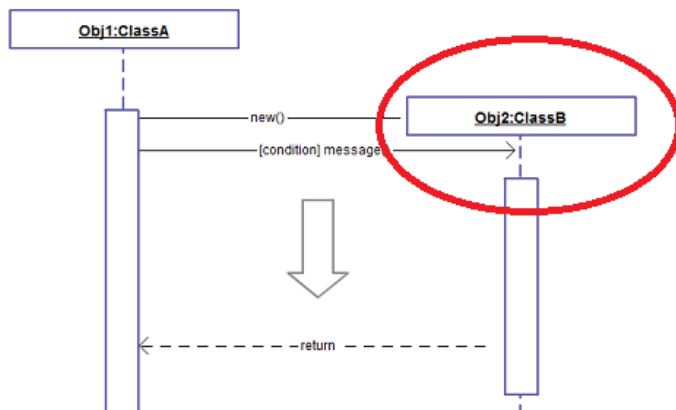 Obj1:ClassA
Obj2:ClassB
new()
[condition] message
return